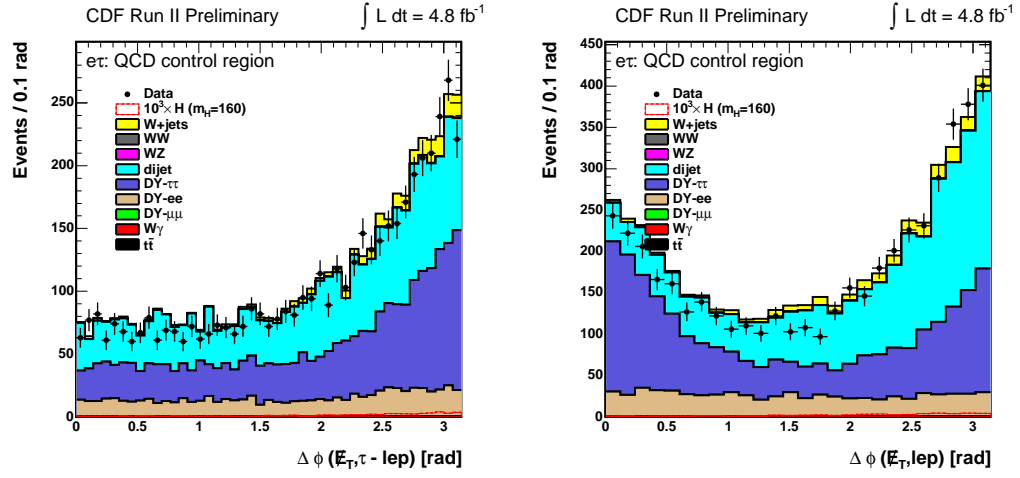 CDF Run II Preliminary ∫ L dt = 4.8 fb⁻¹
eτ: QCD control region
Data
10³× H (m_H=160)
W+jets
WW
WZ
dijet
DY-ττ
DY-ee
DY-μμ
Wγ
tt̄
Events / 0.1 rad
250
200
150
100
50
0
0 0.5 1 1.5 2 2.5 3
Δ ϕ (E̸_T,τ - lep) [rad]
CDF Run II Preliminary ∫ L dt = 4.8 fb⁻¹
eτ: QCD control region
Data
10³× H (m_H=160)
W+jets
WW
WZ
dijet
DY-ττ
DY-ee
DY-μμ
Wγ
tt̄
Events / 0.1 rad
450
400
350
300
250
200
150
100
50
0
0 0.5 1 1.5 2 2.5 3
Δ ϕ (E̸_T,lep) [rad]